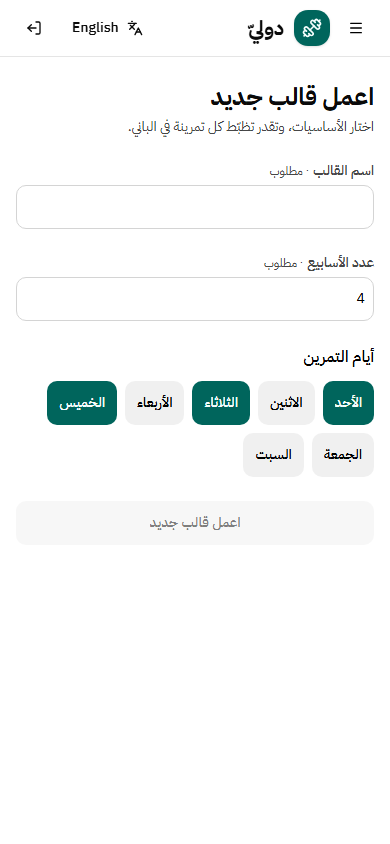 دوليّ
English
اعمل قالب جديد
اختار الأساسيات، وتقدر تظبّط كل تمرينة في الباني.
اسم القالب · مطلوب
عدد الأسابيع · مطلوب
4
أيام التمرين
الأحد الاثنين الثلاثاء الأربعاء الخميس
الجمعة السبت
اعمل قالب جديد